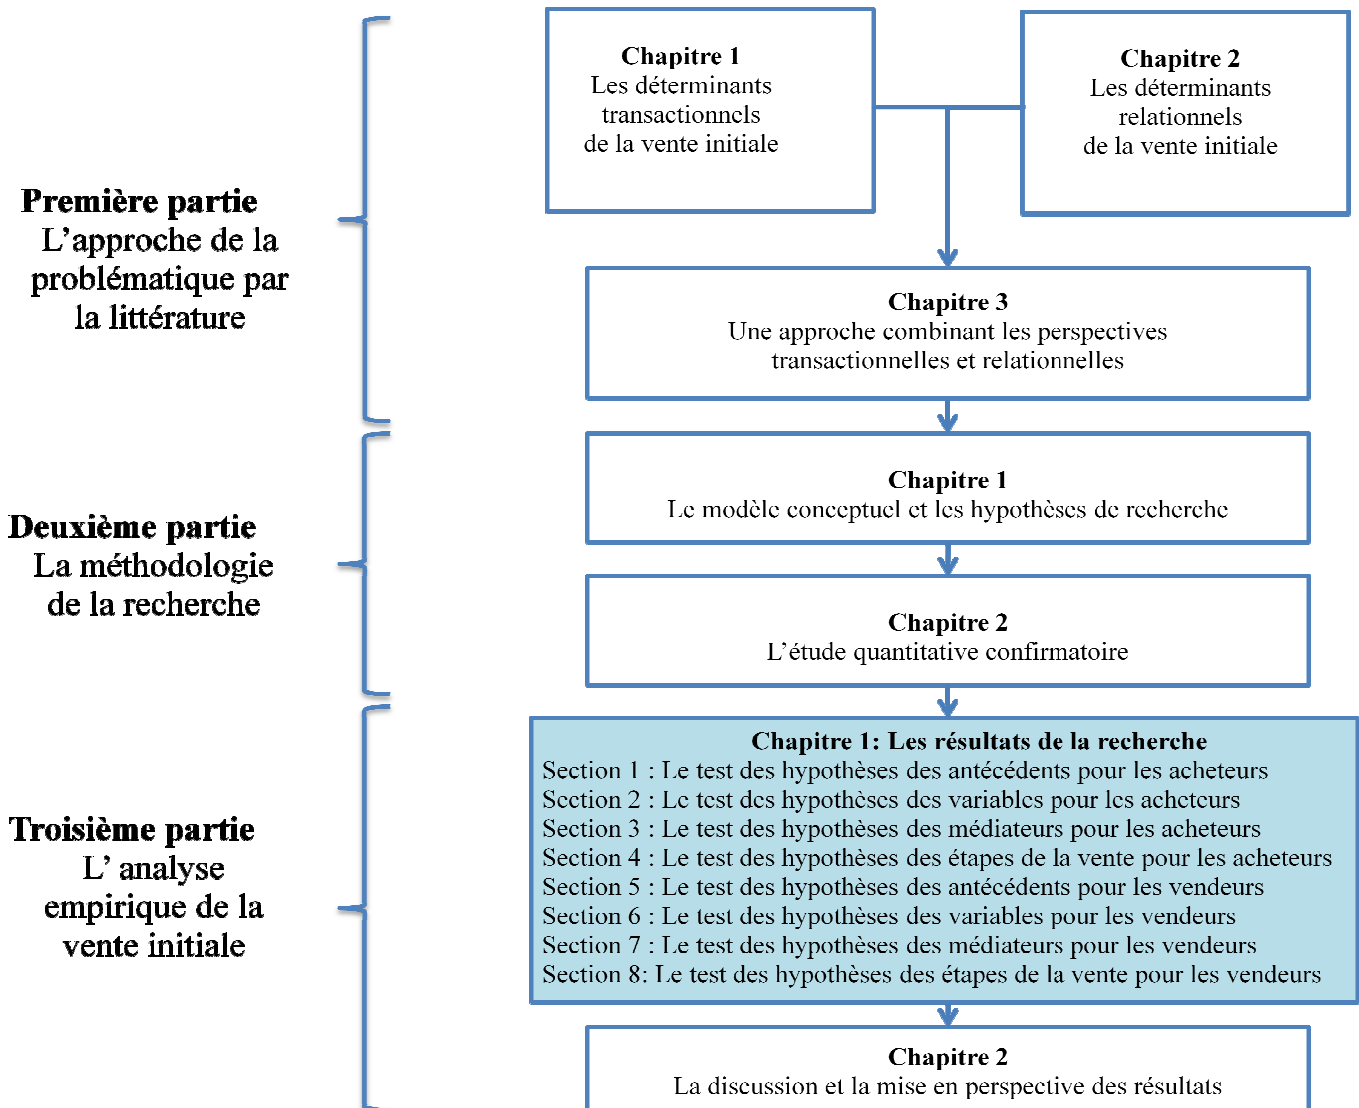 Première partie
L’approche de la
problématique par
la littérature
Chapitre 1
Les déterminants
transactionnels
de la vente initiale
Chapitre 2
Les déterminants
relationnels
de la vente initiale
Chapitre 3
Une approche combinant les perspectives
transactionnelles et relationnelles
Deuxième partie
La méthodologie
de la recherche
Chapitre 1
Le modèle conceptuel et les hypothèses de recherche
Chapitre 2
L’étude quantitative confirmatoire
Troisième partie
L’ analyse
empirique de la
vente initiale
Chapitre 1: Les résultats de la recherche
Section 1 : Le test des hypothèses des antécédents pour les acheteurs
Section 2 : Le test des hypothèses des variables pour les acheteurs
Section 3 : Le test des hypothèses des médiateurs pour les acheteurs
Section 4 : Le test des hypothèses des étapes de la vente pour les acheteurs
Section 5 : Le test des hypothèses des antécédents pour les vendeurs
Section 6 : Le test des hypothèses des variables pour les vendeurs
Section 7 : Le test des hypothèses des médiateurs pour les vendeurs
Section 8: Le test des hypothèses des étapes de la vente pour les vendeurs
Chapitre 2
La discussion et la mise en perspective des résultats